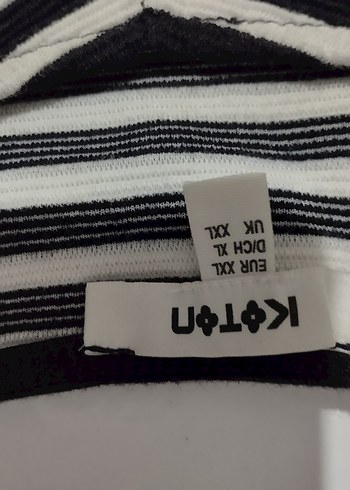 KOTON
EUR XXL
D/CH XL
UK XXL